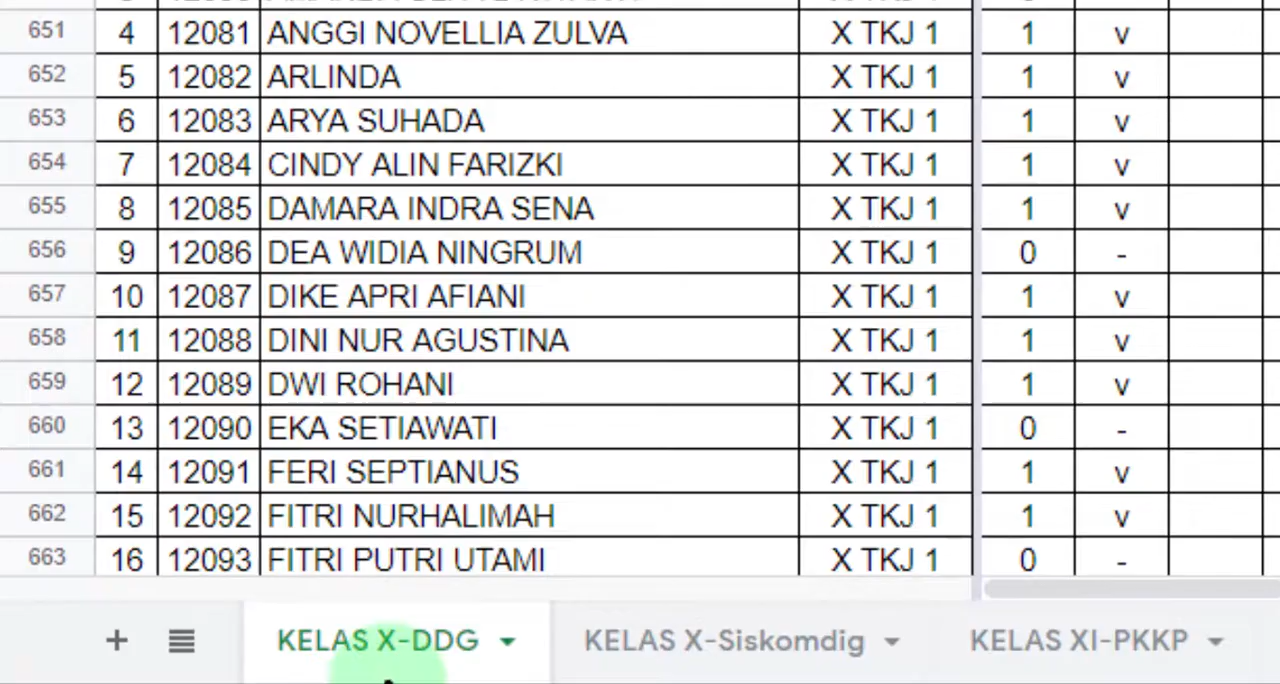 651 4 12081 ANGGI NOVELLIA ZULVA X TKJ 1 1 v
652 5 12082 ARLINDA X TKJ 1 1 v
653 6 12083 ARYA SUHADA X TKJ 1 1 v
654 7 12084 CINDY ALIN FARIZKI X TKJ 1 1 v
655 8 12085 DAMARA INDRA SENA X TKJ 1 1 v
656 9 12086 DEA WIDIA NINGRUM X TKJ 1 0 -
657 10 12087 DIKE APRI AFIANI X TKJ 1 1 v
658 11 12088 DINI NUR AGUSTINA X TKJ 1 1 v
659 12 12089 DWI ROHANI X TKJ 1 1 v
660 13 12090 EKA SETIAWATI X TKJ 1 0 -
661 14 12091 FERI SEPTIANUS X TKJ 1 1 v
662 15 12092 FITRI NURHALIMAH X TKJ 1 1 v
663 16 12093 FITRI PUTRI UTAMI X TKJ 1 0 -
KELAS X-DDG KELAS X-Siskomdig KELAS XI-PKKP